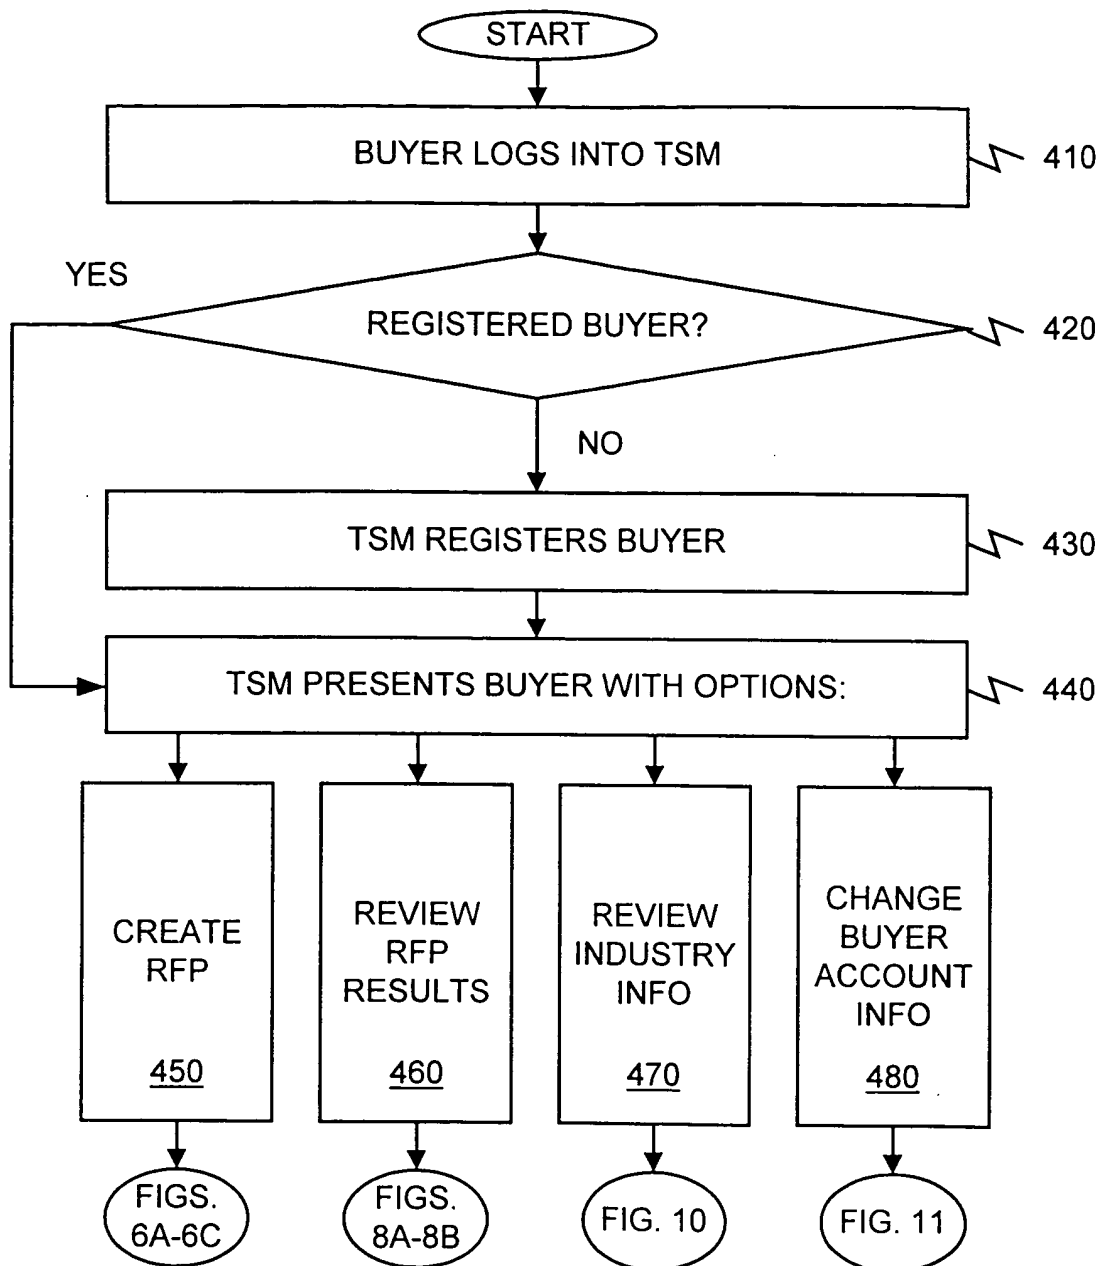 START
BUYER LOGS INTO TSM
410
YES
REGISTERED BUYER?
420
NO
TSM REGISTERS BUYER
430
TSM PRESENTS BUYER WITH OPTIONS:
440
CREATE
RFP
450
REVIEW
RFP
RESULTS
460
REVIEW
INDUSTRY
INFO
470
CHANGE
BUYER
ACCOUNT
INFO
480
FIGS.
6A-6C
FIGS.
8A-8B
FIG. 10
FIG. 11